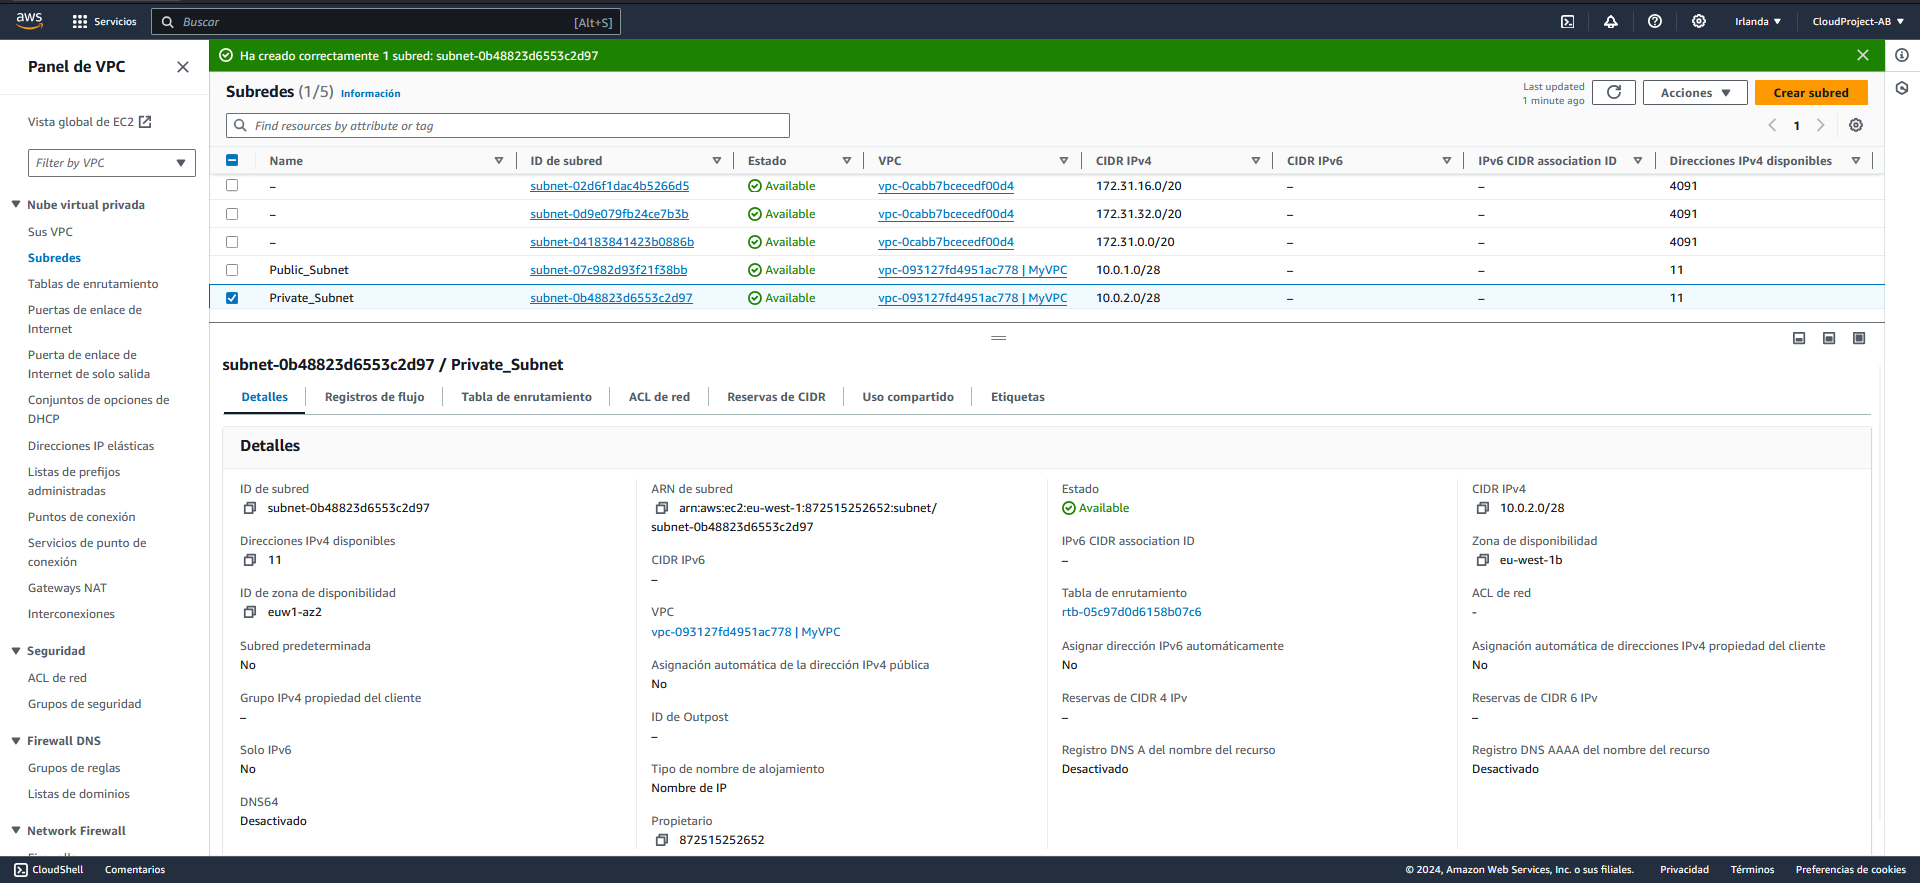 aws
Servicios
Buscar
[Alt+S]
Irlanda
CloudProject-AB
Panel de VPC
Vista global de EC2
Filter by VPC
Nube virtual privada
Sus VPC
Subredes
Tablas de enrutamiento
Puertas de enlace de
Internet
Puerta de enlace de
Internet de solo salida
Conjuntos de opciones de
DHCP
Direcciones IP elásticas
Listas de prefijos
administradas
Puntos de conexión
Servicios de punto de
conexión
Gateways NAT
Interconexiones
Seguridad
ACL de red
Grupos de seguridad
Firewall DNS
Grupos de reglas
Listas de dominios
Network Firewall
Ha creado correctamente 1 subred: subnet-0b48823d6553c2d97
Subredes (1/5) Información
Last updated
1 minute ago
Acciones
Crear subred
Find resources by attribute or tag
1
Name ID de subred Estado VPC CIDR IPv4 CIDR IPv6 IPv6 CIDR association ID Direcciones IPv4 disponibles
– subnet-02d6f1dac4b5266d5 Available vpc-0cabb7bcecedf00d4 172.31.16.0/20 – – 4091
– subnet-0d9e079fb24ce7b3b Available vpc-0cabb7bcecedf00d4 172.31.32.0/20 – – 4091
– subnet-04183841423b0886b Available vpc-0cabb7bcecedf00d4 172.31.0.0/20 – – 4091
Public_Subnet subnet-07c982d93f21f38bb Available vpc-093127fd4951ac778 | MyVPC 10.0.1.0/28 – – 11
Private_Subnet subnet-0b48823d6553c2d97 Available vpc-093127fd4951ac778 | MyVPC 10.0.2.0/28 – – 11
subnet-0b48823d6553c2d97 / Private_Subnet
Detalles Registros de flujo Tabla de enrutamiento ACL de red Reservas de CIDR Uso compartido Etiquetas
Detalles
ID de subred
subnet-0b48823d6553c2d97
Direcciones IPv4 disponibles
11
ID de zona de disponibilidad
euw1-az2
Subred predeterminada
No
Grupo IPv4 propiedad del cliente
–
Solo IPv6
No
DNS64
Desactivado
ARN de subred
arn:aws:ec2:eu-west-1:872515252652:subnet/
subnet-0b48823d6553c2d97
CIDR IPv6
–
VPC
vpc-093127fd4951ac778 | MyVPC
Asignación automática de la dirección IPv4 pública
No
ID de Outpost
–
Tipo de nombre de alojamiento
Nombre de IP
Propietario
872515252652
Estado
Available
IPv6 CIDR association ID
–
Tabla de enrutamiento
rtb-05c97d0d6158b07c6
Asignar dirección IPv6 automáticamente
No
Reservas de CIDR 4 IPv
–
Registro DNS A del nombre del recurso
Desactivado
CIDR IPv4
10.0.2.0/28
Zona de disponibilidad
eu-west-1b
ACL de red
-
Asignación automática de direcciones IPv4 propiedad del cliente
No
Reservas de CIDR 6 IPv
–
Registro DNS AAAA del nombre del recurso
Desactivado
CloudShell
Comentarios
© 2024, Amazon Web Services, Inc. o sus filiales.
Privacidad
Términos
Preferencias de cookies